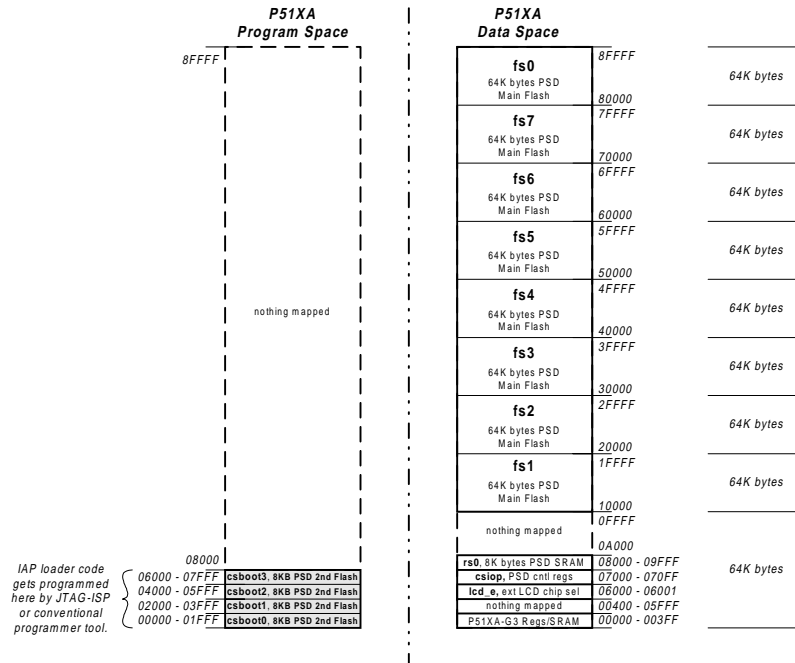 P51XA
Program Space
8FFFF
nothing mapped
08000
IAP loader code
gets programmed
here by JTAG-ISP
or conventional
programmer tool.
06000 - 07FFF csboot3, 8KB PSD 2nd Flash
04000 - 05FFF csboot2, 8KB PSD 2nd Flash
02000 - 03FFF csboot1, 8KB PSD 2nd Flash
00000 - 01FFF csboot0, 8KB PSD 2nd Flash
P51XA
Data Space
fs0
64K bytes PSD
Main Flash
8FFFF
80000
64K bytes
fs7
64K bytes PSD
Main Flash
7FFFF
70000
64K bytes
fs6
64K bytes PSD
Main Flash
6FFFF
60000
64K bytes
fs5
64K bytes PSD
Main Flash
5FFFF
50000
64K bytes
fs4
64K bytes PSD
Main Flash
4FFFF
40000
64K bytes
fs3
64K bytes PSD
Main Flash
3FFFF
30000
64K bytes
fs2
64K bytes PSD
Main Flash
2FFFF
20000
64K bytes
fs1
64K bytes PSD
Main Flash
1FFFF
10000
64K bytes
nothing mapped
0FFFF
0A000
rs0, 8K bytes PSD SRAM 08000 - 09FFF
csiop, PSD cntl regs 07000 - 070FF
lcd_e, ext LCD chip sel 06000 - 06001
nothing mapped 00400 - 05FFF
P51XA-G3 Regs/SRAM 00000 - 003FF
64K bytes